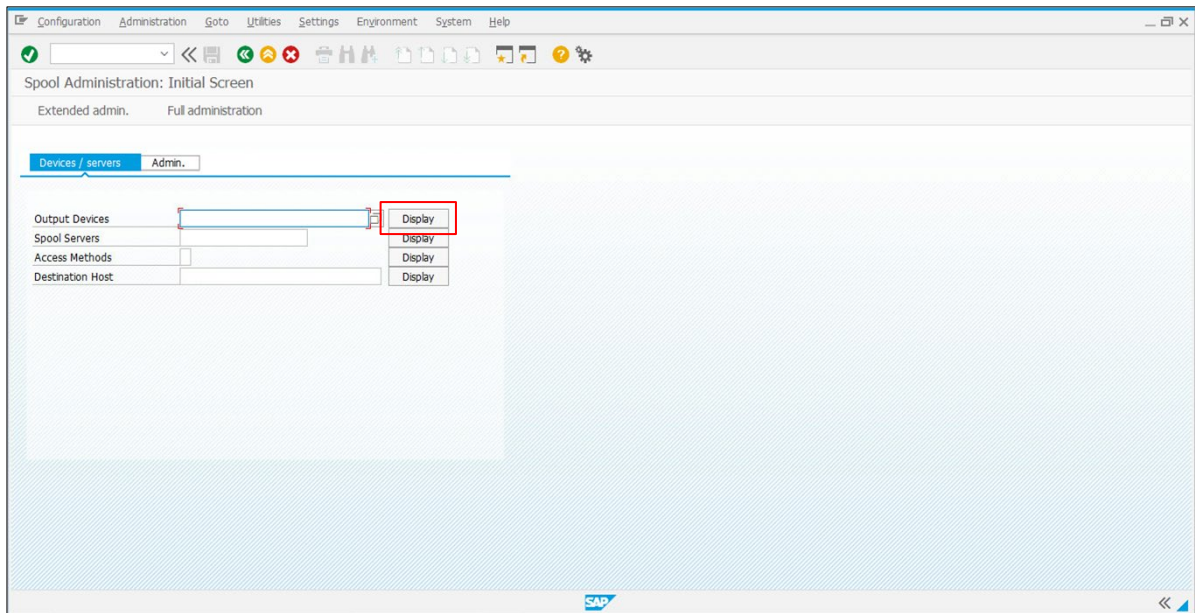 Configuration Administration Goto Utilities Settings Environment System Help
Spool Administration: Initial Screen
Extended admin. Full administration
Devices / servers Admin.
Output Devices Display
Spool Servers Display
Access Methods Display
Destination Host Display
SAP